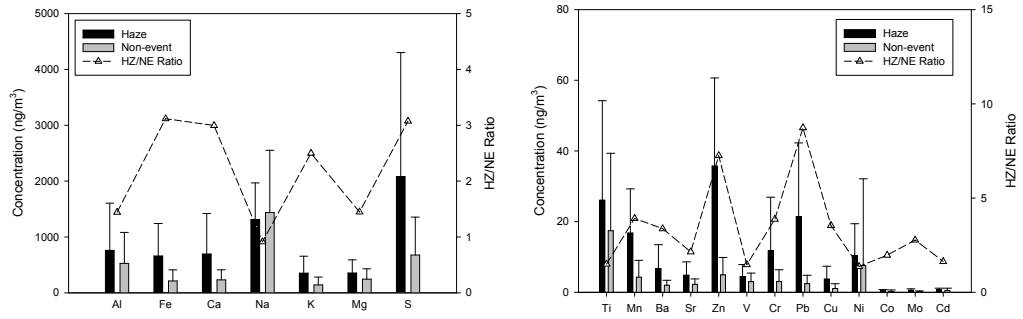 5000
4000
3000
2000
1000
0
Concentration (ng/m³)
Haze
Non-event
HZ/NE Ratio
5
4
3
2
1
0
HZ/NE Ratio
Al Fe Ca Na K Mg S
80
60
40
20
0
Concentration (ng/m³)
Haze
Non-event
HZ/NE Ratio
15
10
5
0
HZ/NE Ratio
Ti Mn Ba Sr Zn V Cr Pb Cu Ni Co Mo Cd